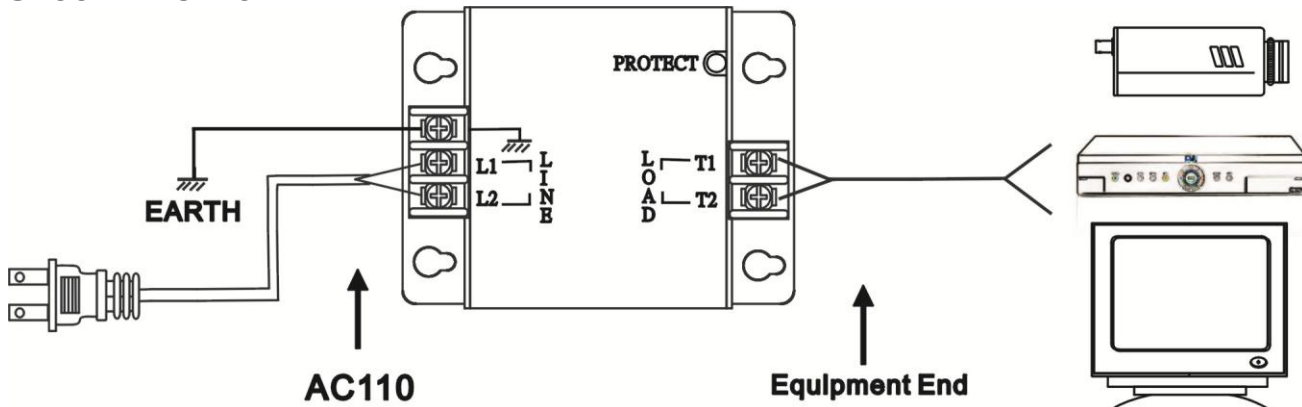 PROTECT
L1
L2
LINE
LOAD
T1
T2
EARTH
AC110
Equipment End